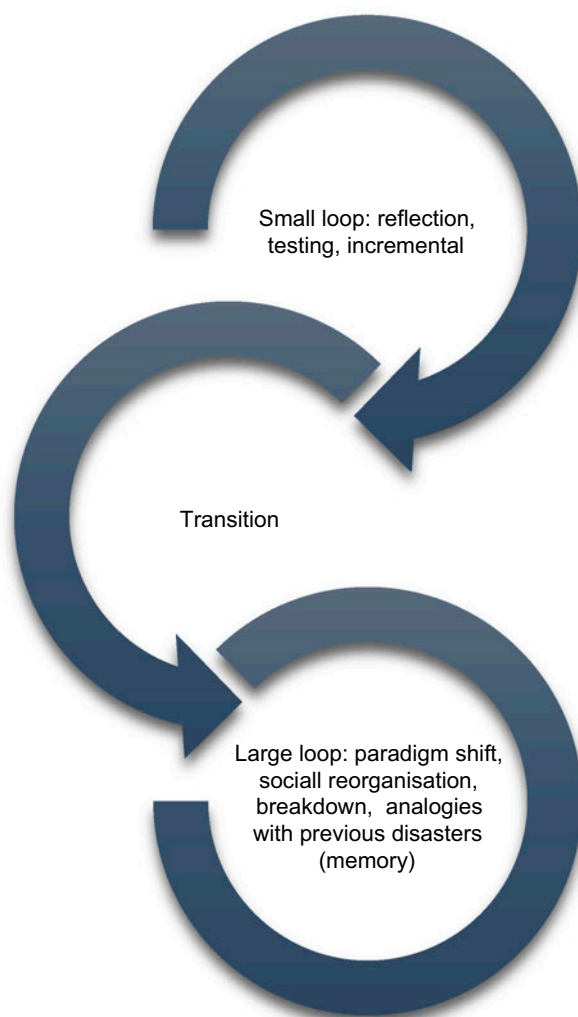 Small loop: reflection,
testing, incremental
Transition
Large loop: paradigm shift,
sociall reorganisation,
breakdown,  analogies
with previous disasters
(memory)